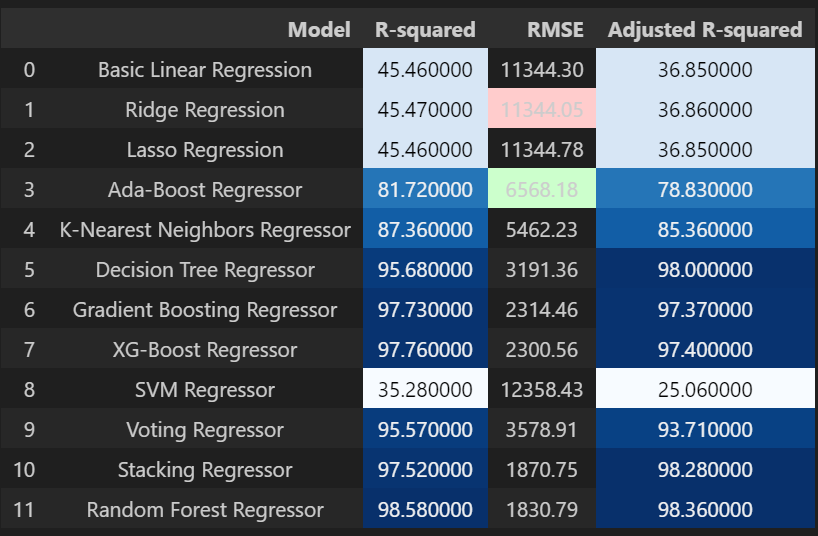 Model R-squared RMSE Adjusted R-squared
0 Basic Linear Regression 45.460000 11344.30 36.850000
1 Ridge Regression 45.470000 11344.05 36.860000
2 Lasso Regression 45.460000 11344.78 36.850000
3 Ada-Boost Regressor 81.720000 6568.18 78.830000
4 K-Nearest Neighbors Regressor 87.360000 5462.23 85.360000
5 Decision Tree Regressor 95.680000 3191.36 98.000000
6 Gradient Boosting Regressor 97.730000 2314.46 97.370000
7 XG-Boost Regressor 97.760000 2300.56 97.400000
8 SVM Regressor 35.280000 12358.43 25.060000
9 Voting Regressor 95.570000 3578.91 93.710000
10 Stacking Regressor 97.520000 1870.75 98.280000
11 Random Forest Regressor 98.580000 1830.79 98.360000